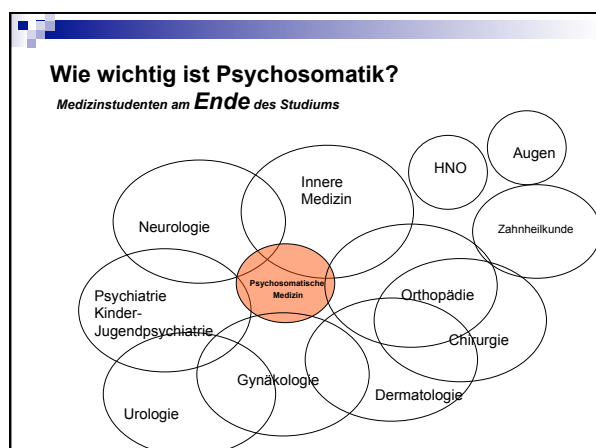 Wie wichtig ist Psychosomatik?
Medizinstudenten am Ende des Studiums
HNO
Augen
Innere
Medizin
Neurologie
Zahnheilkunde
Psychosomatische
Medizin
Psychiatrie
Kinder-
Jugendpsychiatrie
Orthopädie
Chirurgie
Gynäkologie
Dermatologie
Urologie